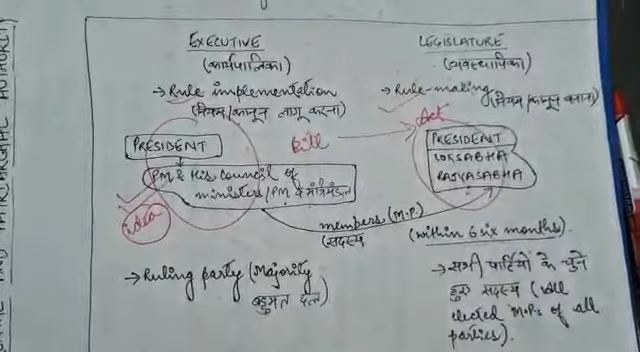 EXECUTIVE
(कार्यपालिका)
→ Rule implementation
(नियम/कानून लागू करना)
PRESIDENT
PM & His Council of
ministers/PM व मंत्रिमंडल
idea
Bill
→ Ruling party (Majority
बहुमत दल)
members (M.P.)
(सदस्य
LEGISLATURE
(व्यवस्थापिका)
→ Rule-making
(नियम/कानून बनाना)
Act
PRESIDENT
LOKSABHA
RAJYASABHA
(within 6 six months).
→ सभी पार्टियों के चुने
हुए सदस्य (all
elected M.P.s of all
parties).